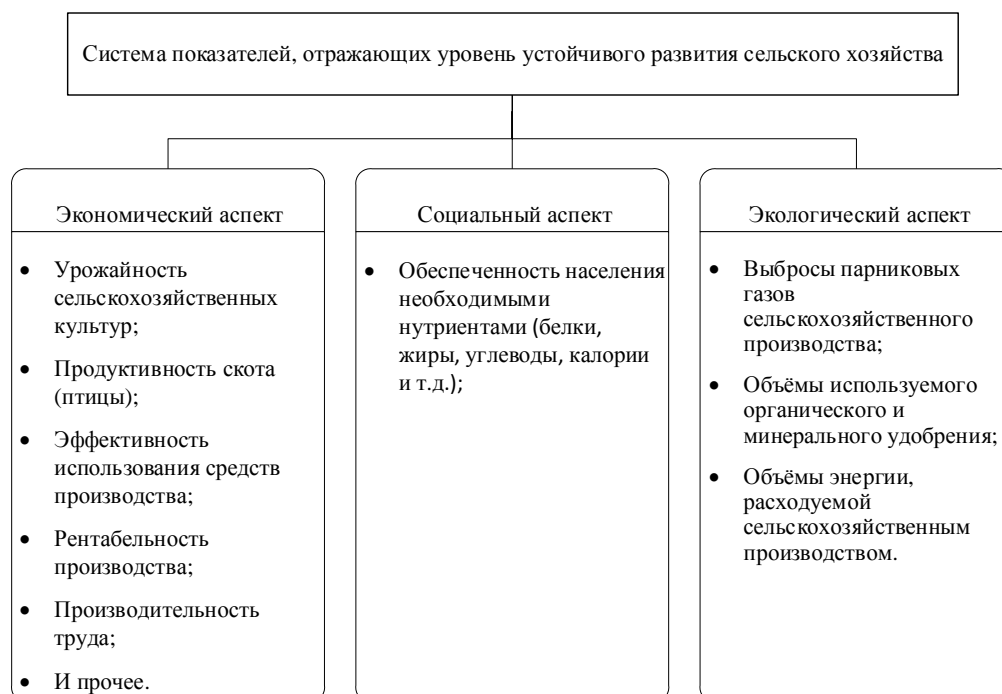 Система показателей, отражающих уровень устойчивого развития сельского хозяйства
Экономический аспект
• Урожайность
сельскохозяйственных
культур;
• Продуктивность скота
(птицы);
• Эффективность
использования средств
производства;
• Рентабельность
производства;
• Производительность
труда;
• И прочее.
Социальный аспект
• Обеспеченность населения
необходимыми
нутриентами (белки,
жиры, углеводы, калории
и т.д.);
Экологический аспект
• Выбросы парниковых
газов
сельскохозяйственного
производства;
• Объёмы используемого
органического и
минерального удобрения;
• Объёмы энергии,
расходуемой
сельскохозяйственным
производством.